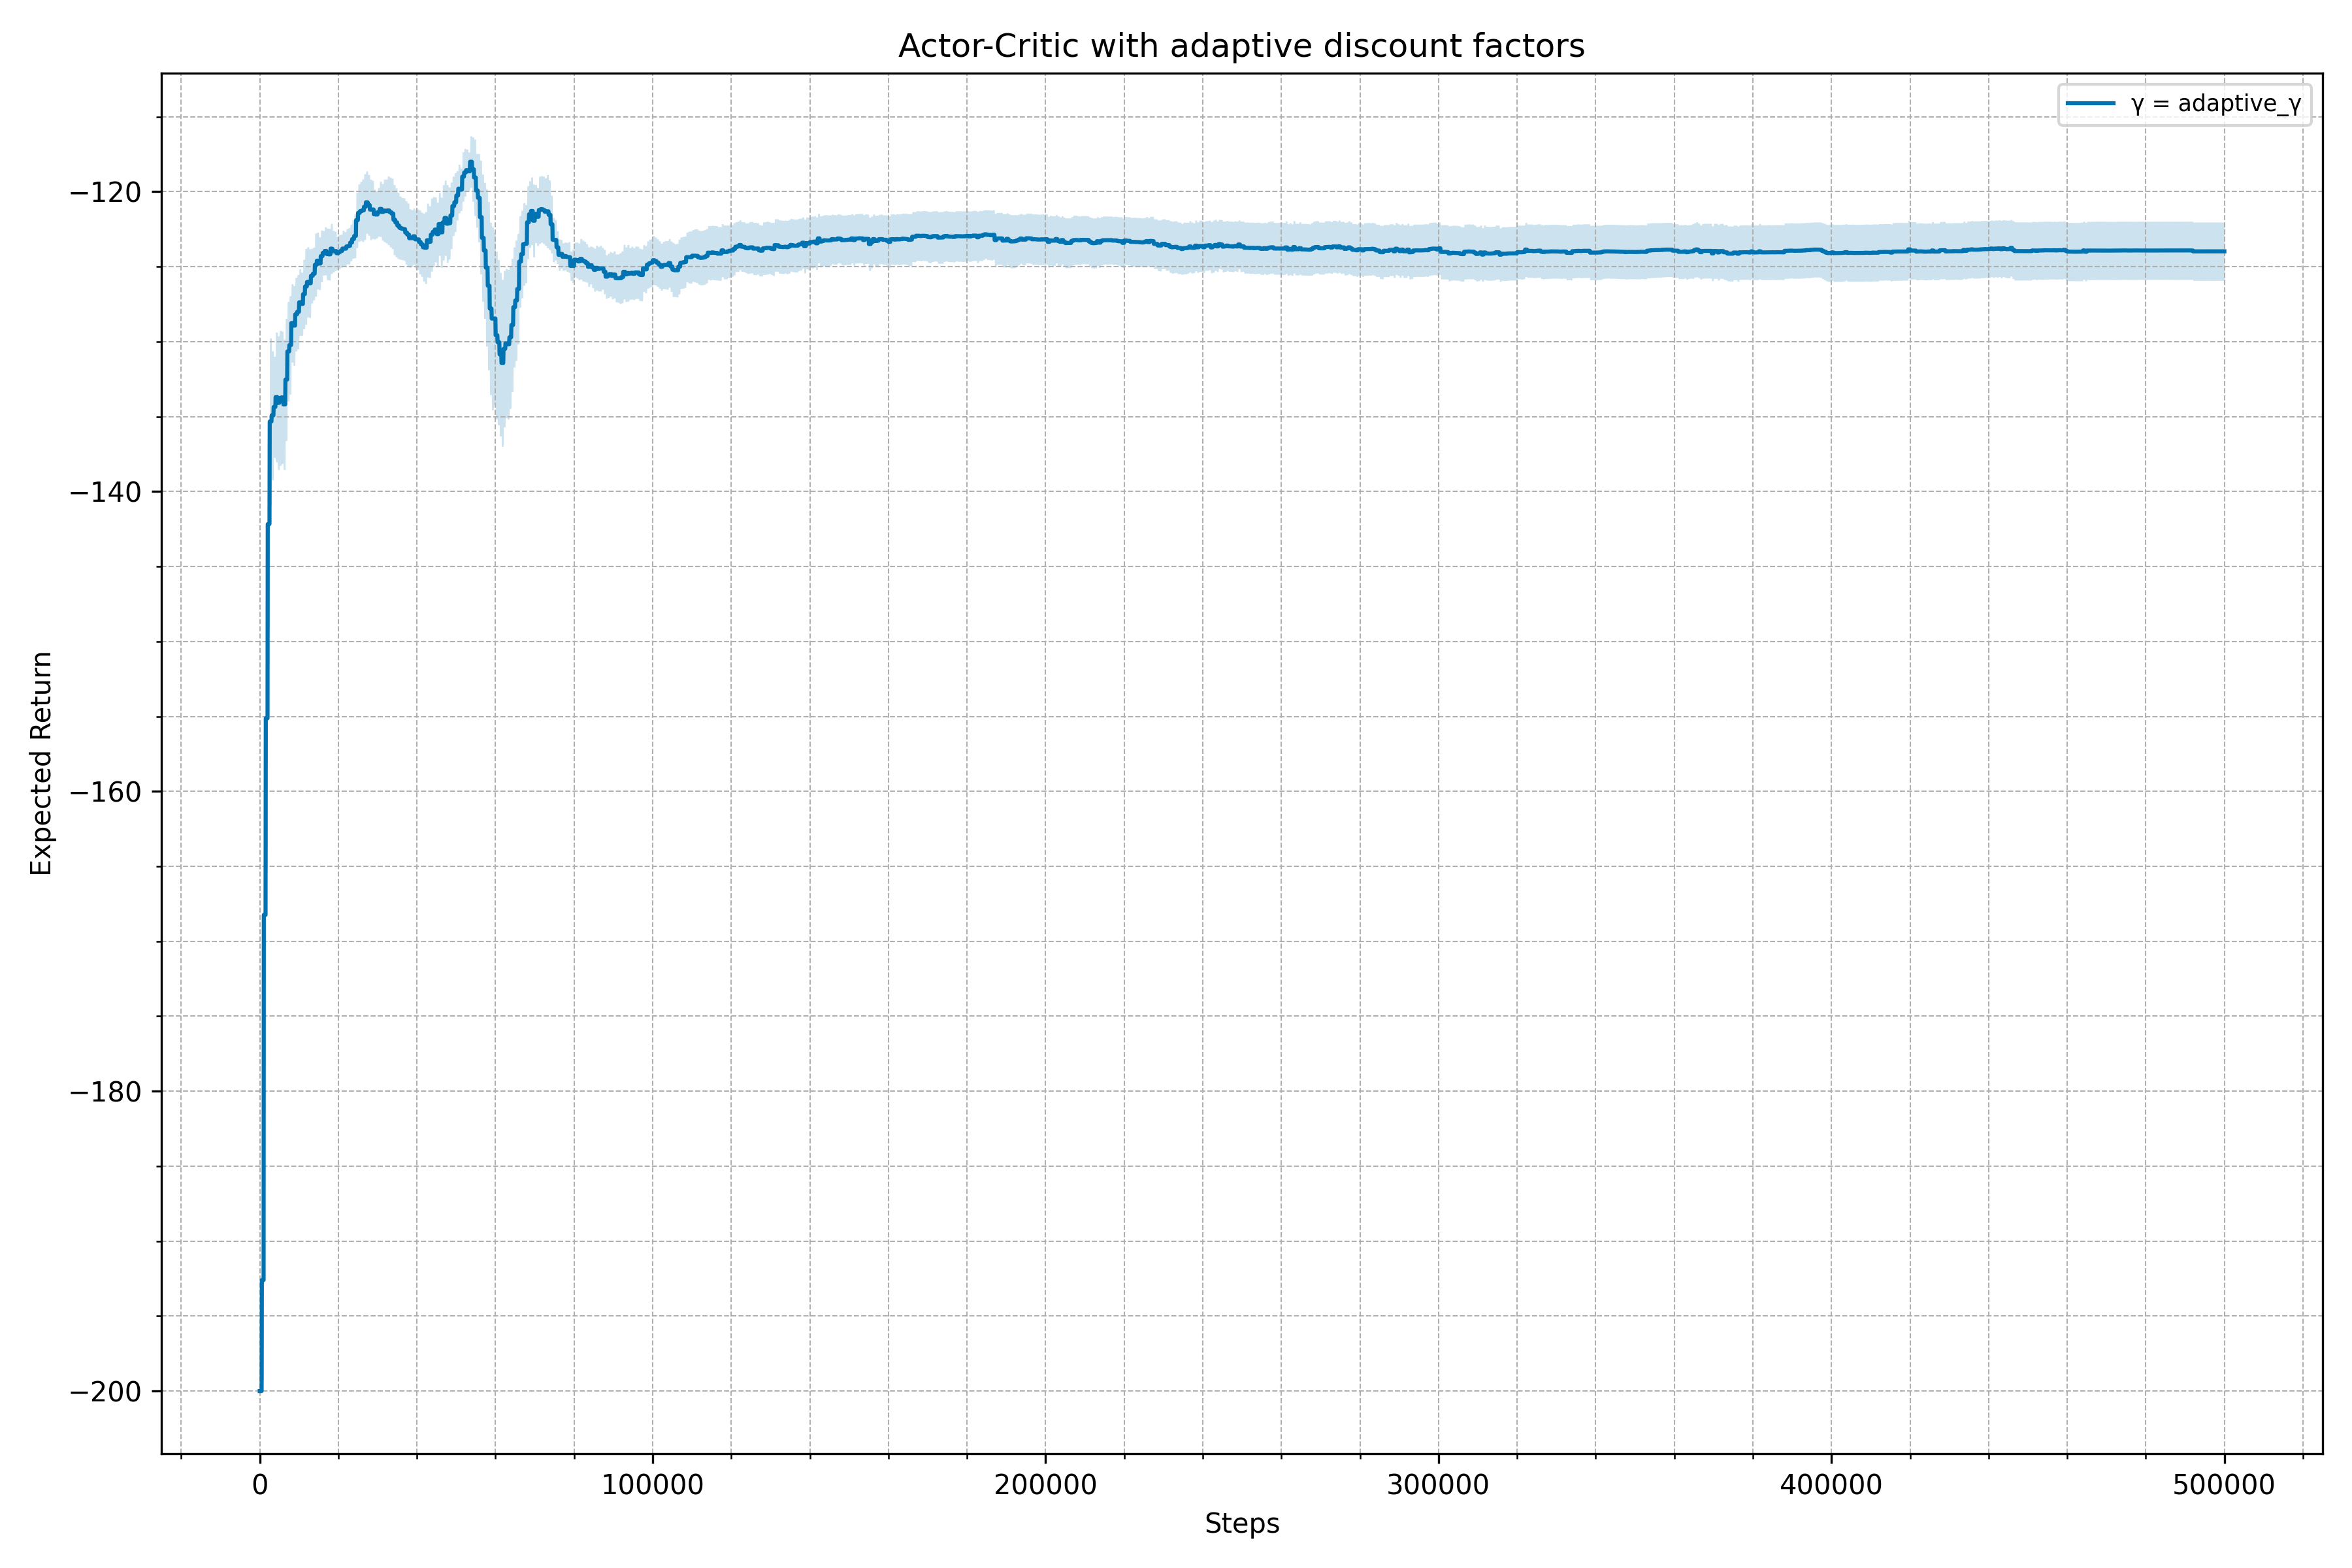 Actor-Critic with adaptive discount factors
γ = adaptive_γ
Expected Return
−120
−140
−160
−180
−200
0
100000
200000
300000
400000
500000
Steps